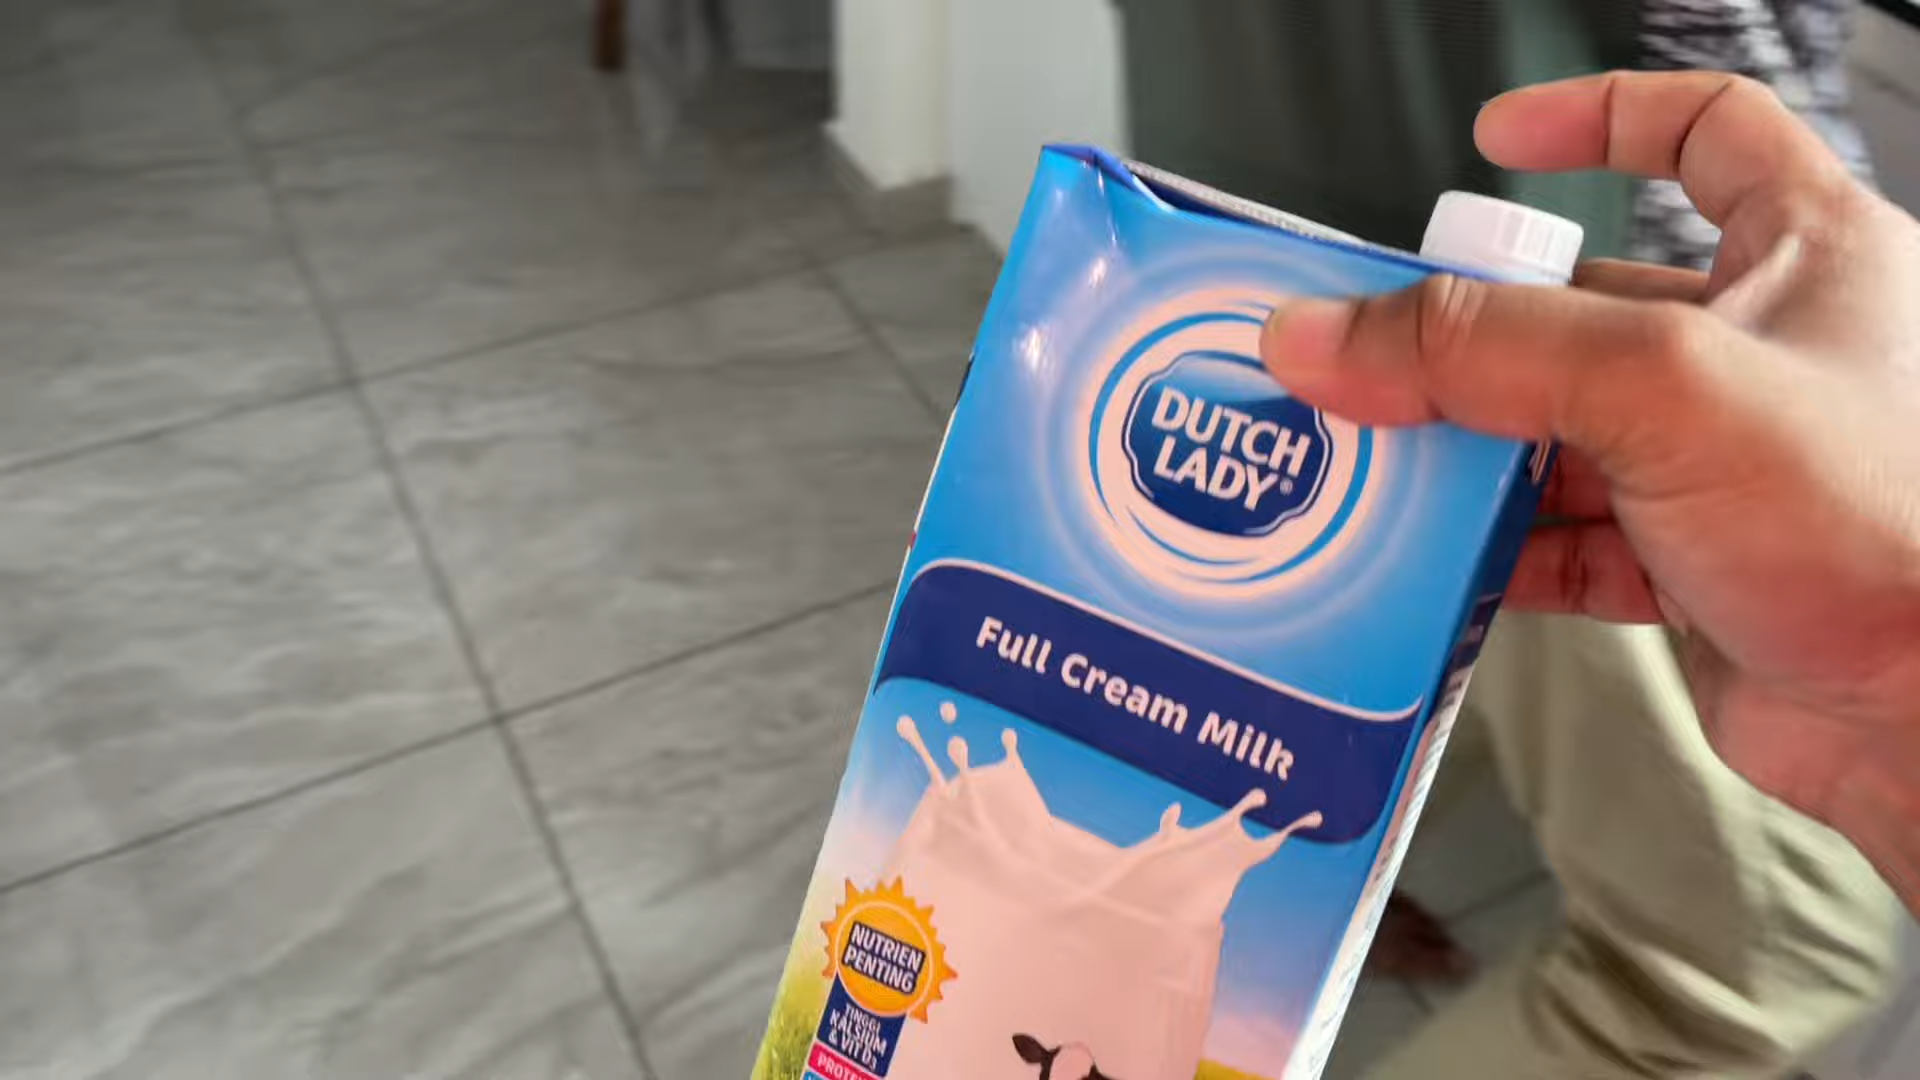 DUTCH
LADY®
Full Cream Milk
NUTRIEN
PENTING
TINGGI
KALSIUM
& VIT D3